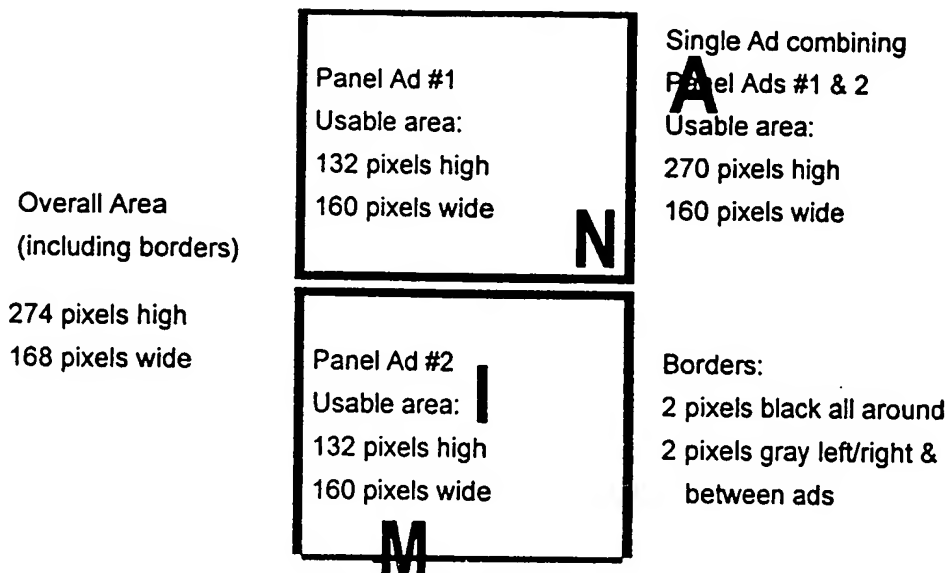 Overall Area
(including borders)
274 pixels high
168 pixels wide
Panel Ad #1
Usable area:
132 pixels high
160 pixels wide
N
Panel Ad #2
Usable area:
132 pixels high
160 pixels wide
I
M
Single Ad combining
Panel Ads #1 & 2
A
Usable area:
270 pixels high
160 pixels wide
Borders:
2 pixels black all around
2 pixels gray left/right &
between ads